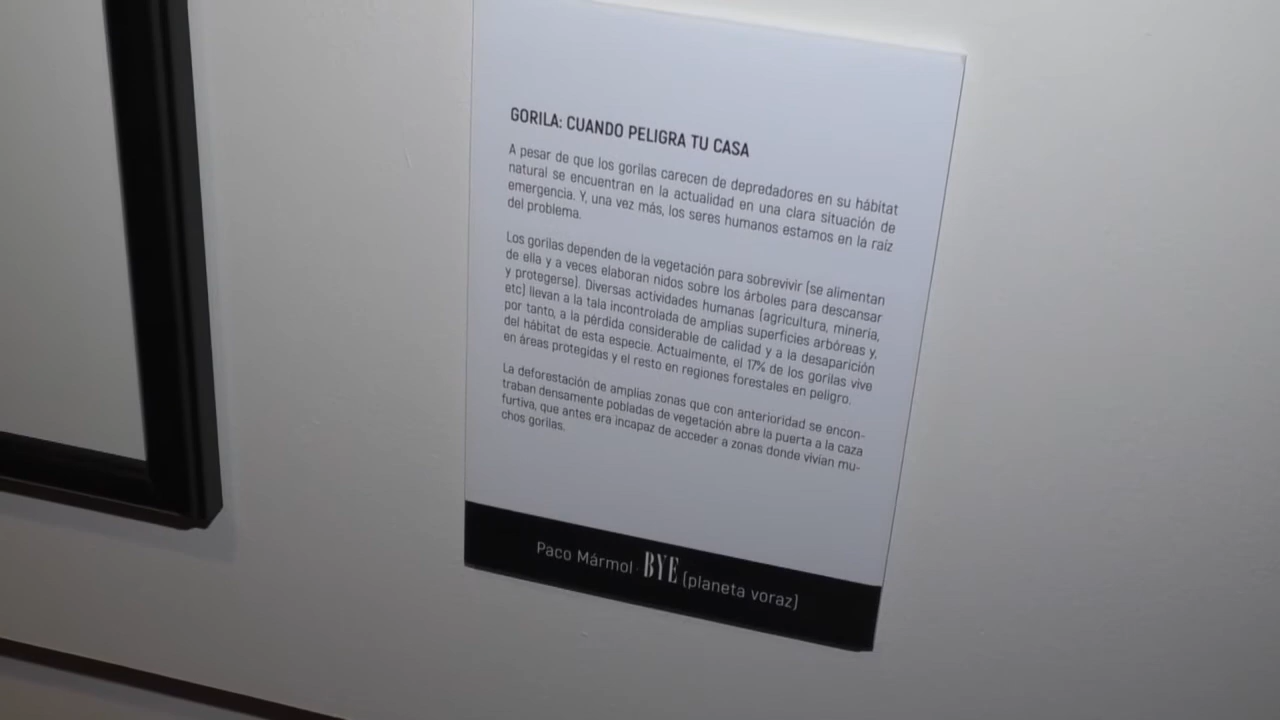 GORILA: CUANDO PELIGRA TU CASA
A pesar de que los gorilas carecen de depredadores en su hábitat
natural se encuentran en la actualidad en una clara situación de
emergencia. Y, una vez más, los seres humanos estamos en la raíz
del problema.
Los gorilas dependen de la vegetación para sobrevivir (se alimentan
de ella y a veces elaboran nidos sobre los árboles para descansar
y protegerse). Diversas actividades humanas (agricultura, minería,
etc) llevan a la tala incontrolada de amplias superficies arbóreas y,
por tanto, a la pérdida considerable de calidad y a la desaparición
del hábitat de esta especie. Actualmente, el 17% de los gorilas vive
en áreas protegidas y el resto en regiones forestales en peligro.
La deforestación de amplias zonas que con anterioridad se encon-
traban densamente pobladas de vegetación abre la puerta a la caza
furtiva, que antes era incapaz de acceder a zonas donde vivían mu-
chos gorilas.
Paco Mármol · BYE (planeta voraz)